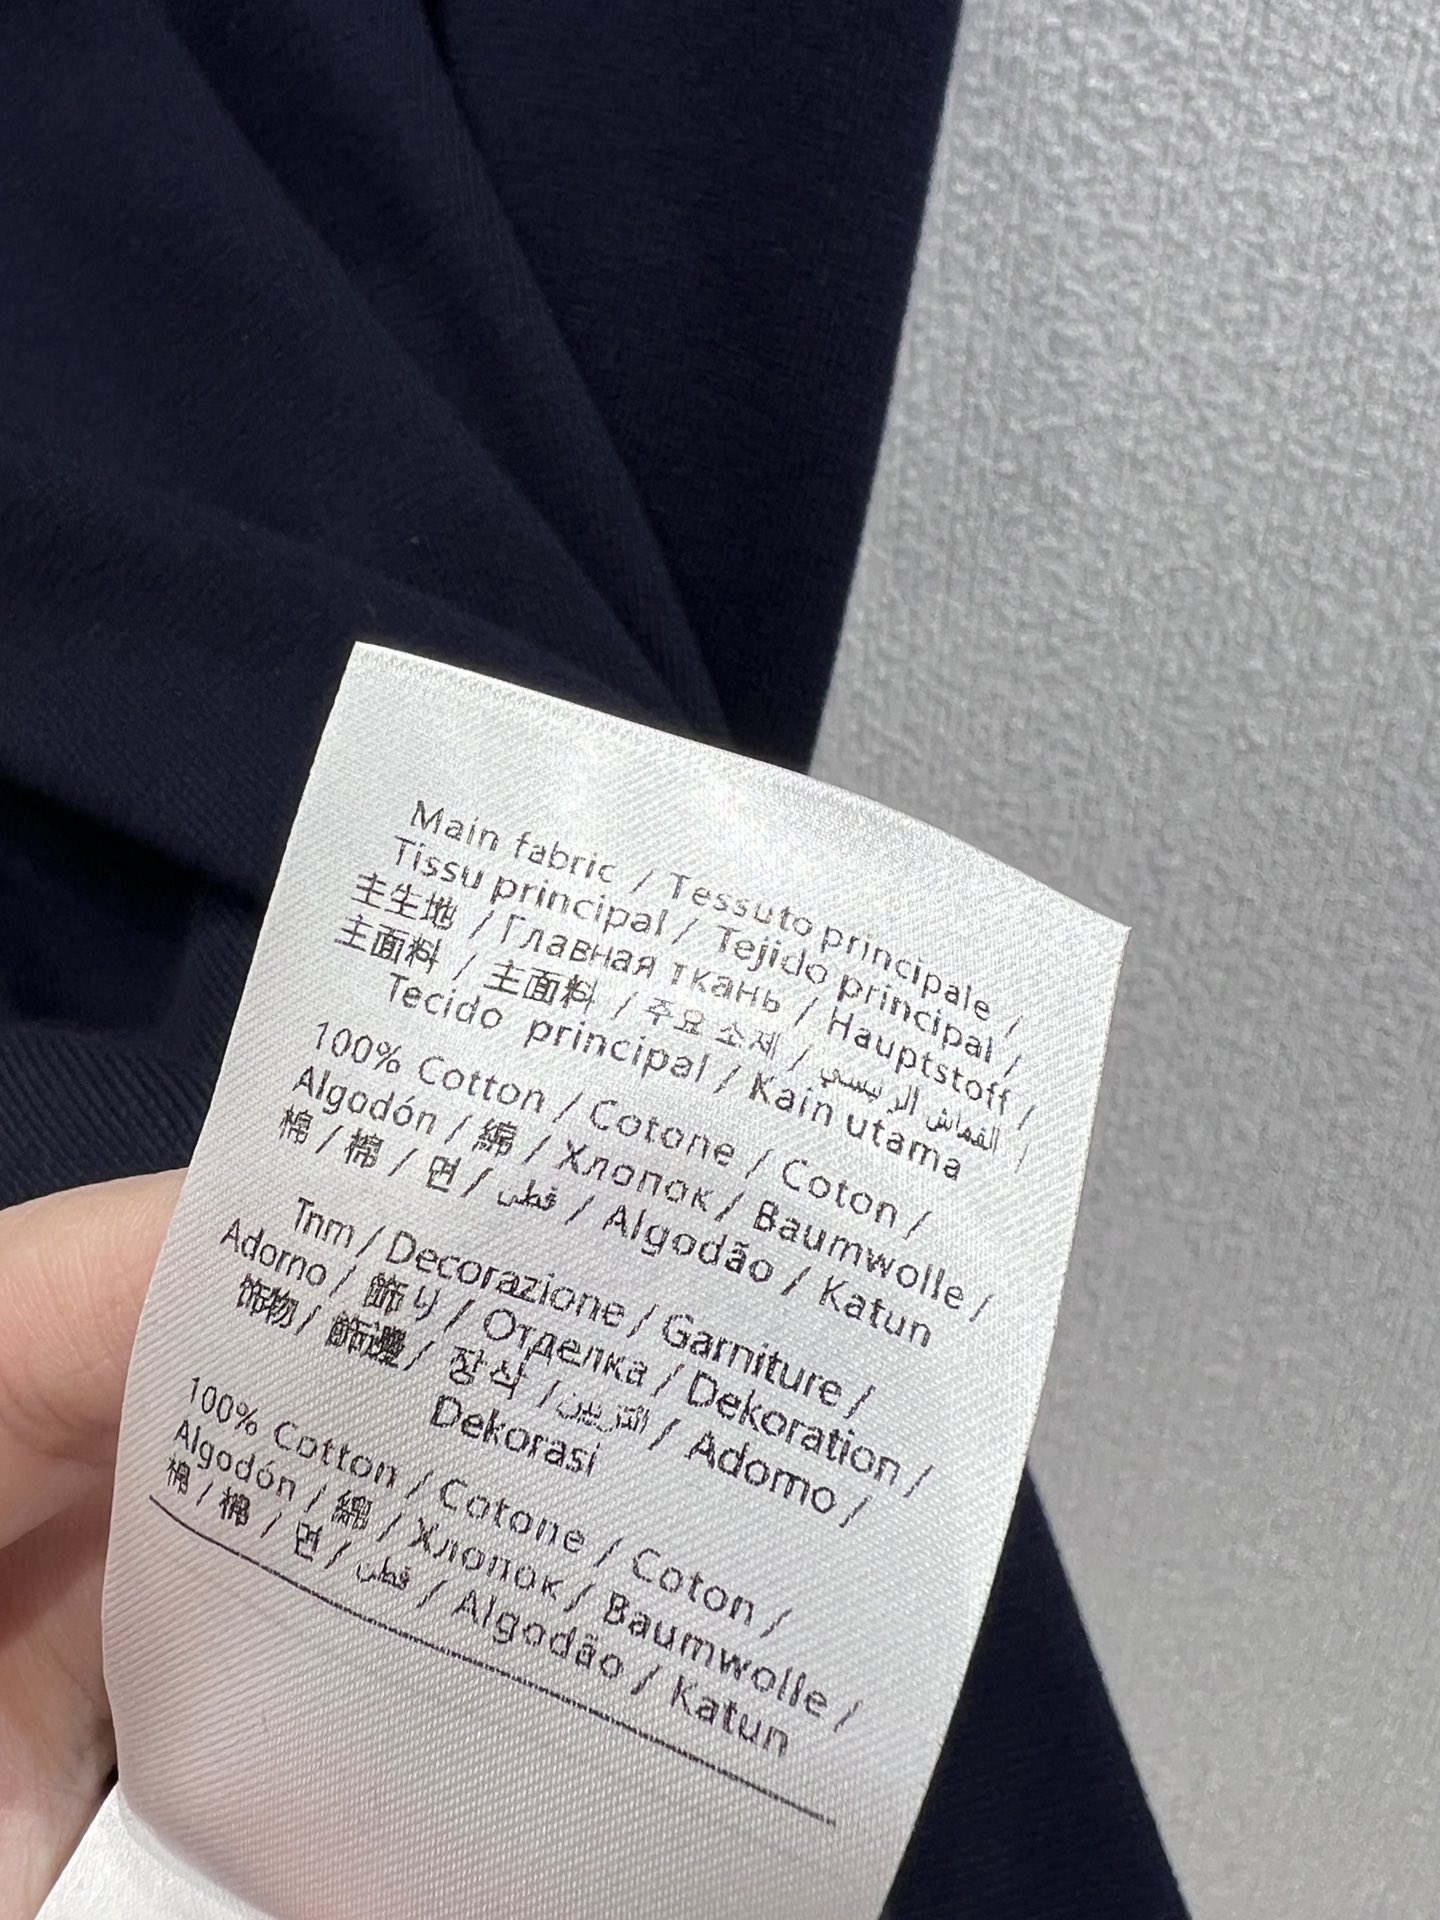 Main fabric / Tessuto principale /
Tissu principal / Tejido principal /
主生地 / Главная ткань / Hauptstoff /
主面料 / 主面料 / 주요 소재 / القماش الرئيسي /
Tecido principal / Kain utama
100% Cotton / Cotone / Coton /
Algodón / 綿 / Хлопок / Baumwolle /
棉 / 棉 / 면 / قطن / Algodão / Katun
Trim / Decorazione / Garniture /
Adorno / 飾り / Отделка / Dekoration /
饰物 / 飾邊 / 장식 / التزيين / Adorno /
Dekorasi
100% Cotton / Cotone / Coton /
Algodón / 綿 / Хлопок / Baumwolle /
棉 / 棉 / 면 / قطن / Algodão / Katun